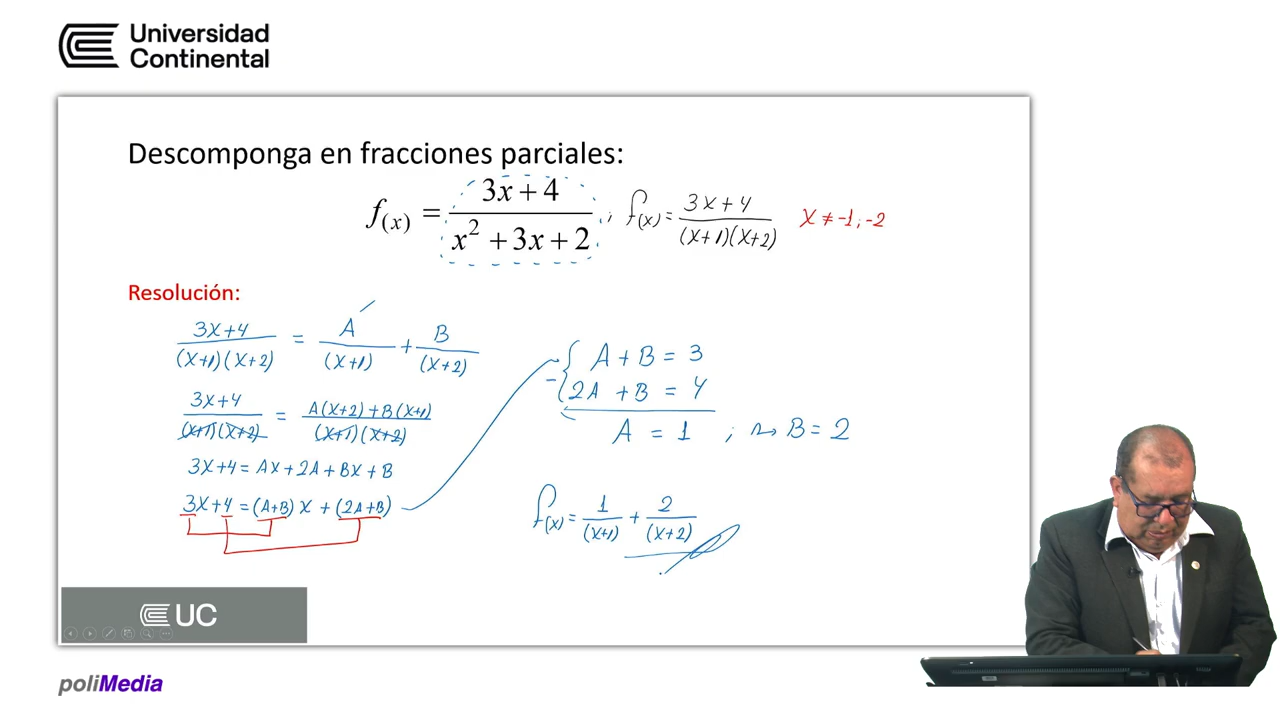 Universidad
Continental
Descomponga en fracciones parciales:
f(x) = (3x + 4)/(x² + 3x + 2) ; f(x) = (3x+4)/((x+1)(x+2)) x ≠ -1, -2
Resolución:
(3x+4)/((x+1)(x+2)) = A/(x+1) + B/(x+2)
(3x+4)/((x+1)(x+2)) = (A(x+2)+B(x+1))/((x+1)(x+2))
3x+4 = Ax+2A+Bx+B
3x+4 = (A+B)x + (2A+B)
A + B = 3
- 2A + B = 4
A = 1 ; → B = 2
f(x) = 1/(x+1) + 2/(x+2)
UC
poliMedia